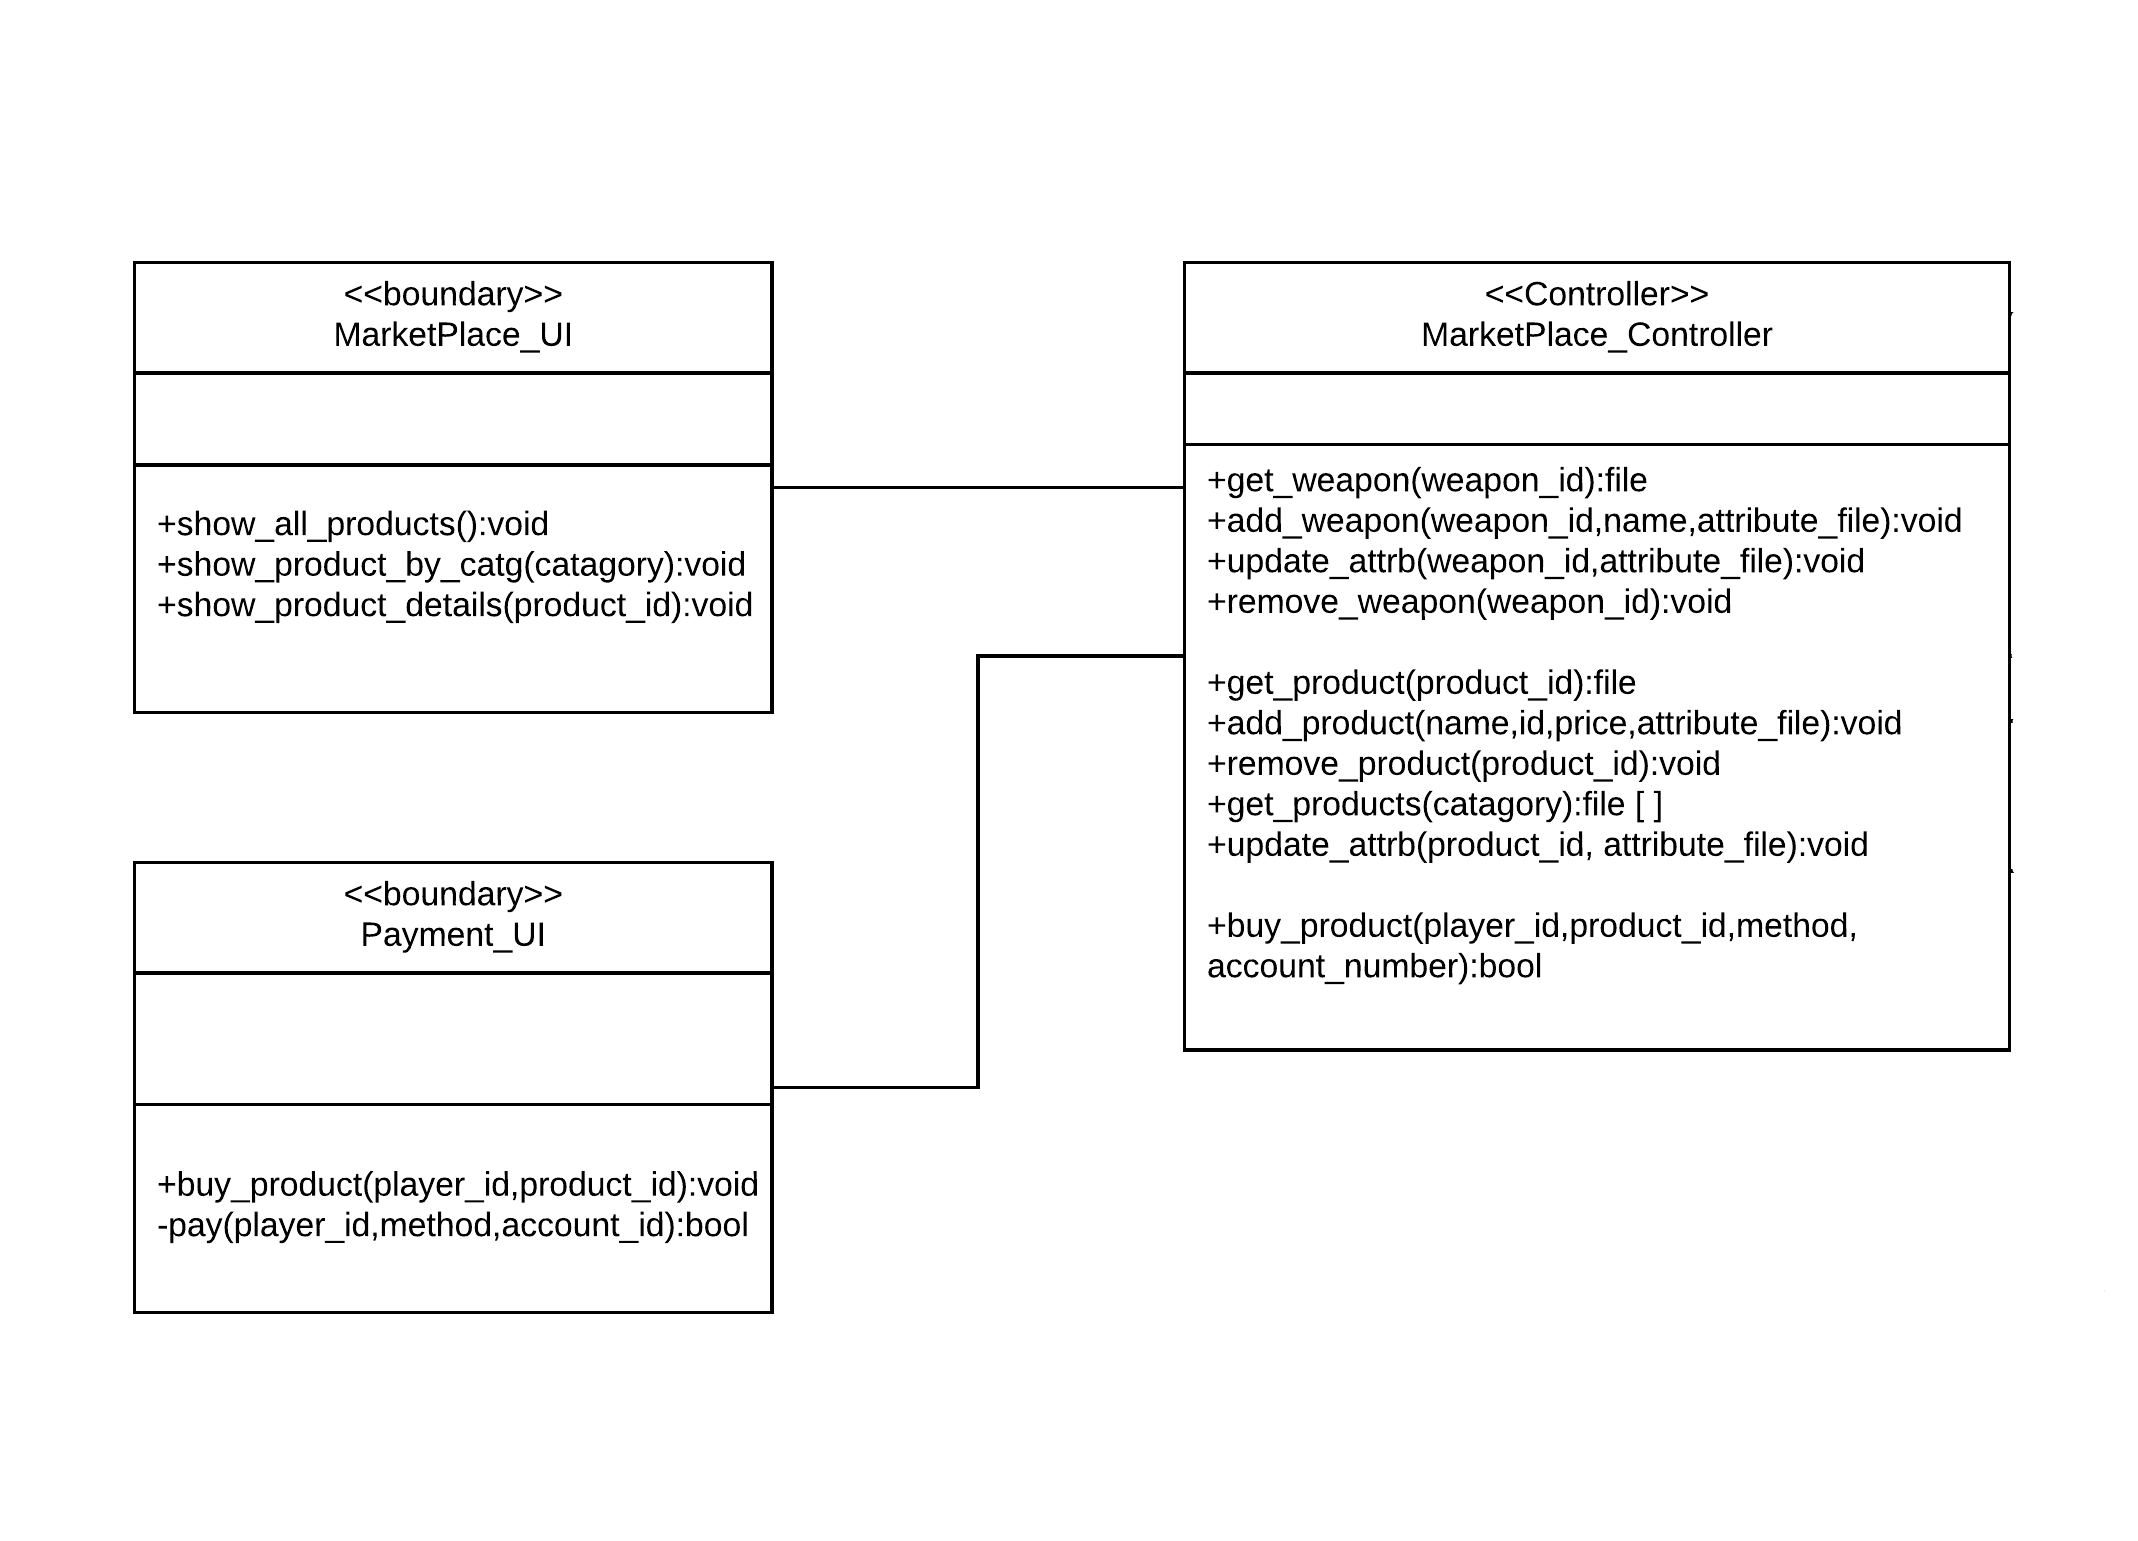 <<boundary>>
MarketPlace_UI
+show_all_products():void
+show_product_by_catg(catagory):void
+show_product_details(product_id):void
<<boundary>>
Payment_UI
+buy_product(player_id,product_id):void
-pay(player_id,method,account_id):bool
<<Controller>>
MarketPlace_Controller
+get_weapon(weapon_id):file
+add_weapon(weapon_id,name,attribute_file):void
+update_attrb(weapon_id,attribute_file):void
+remove_weapon(weapon_id):void
+get_product(product_id):file
+add_product(name,id,price,attribute_file):void
+remove_product(product_id):void
+get_products(catagory):file [ ]
+update_attrb(product_id, attribute_file):void
+buy_product(player_id,product_id,method,
account_number):bool